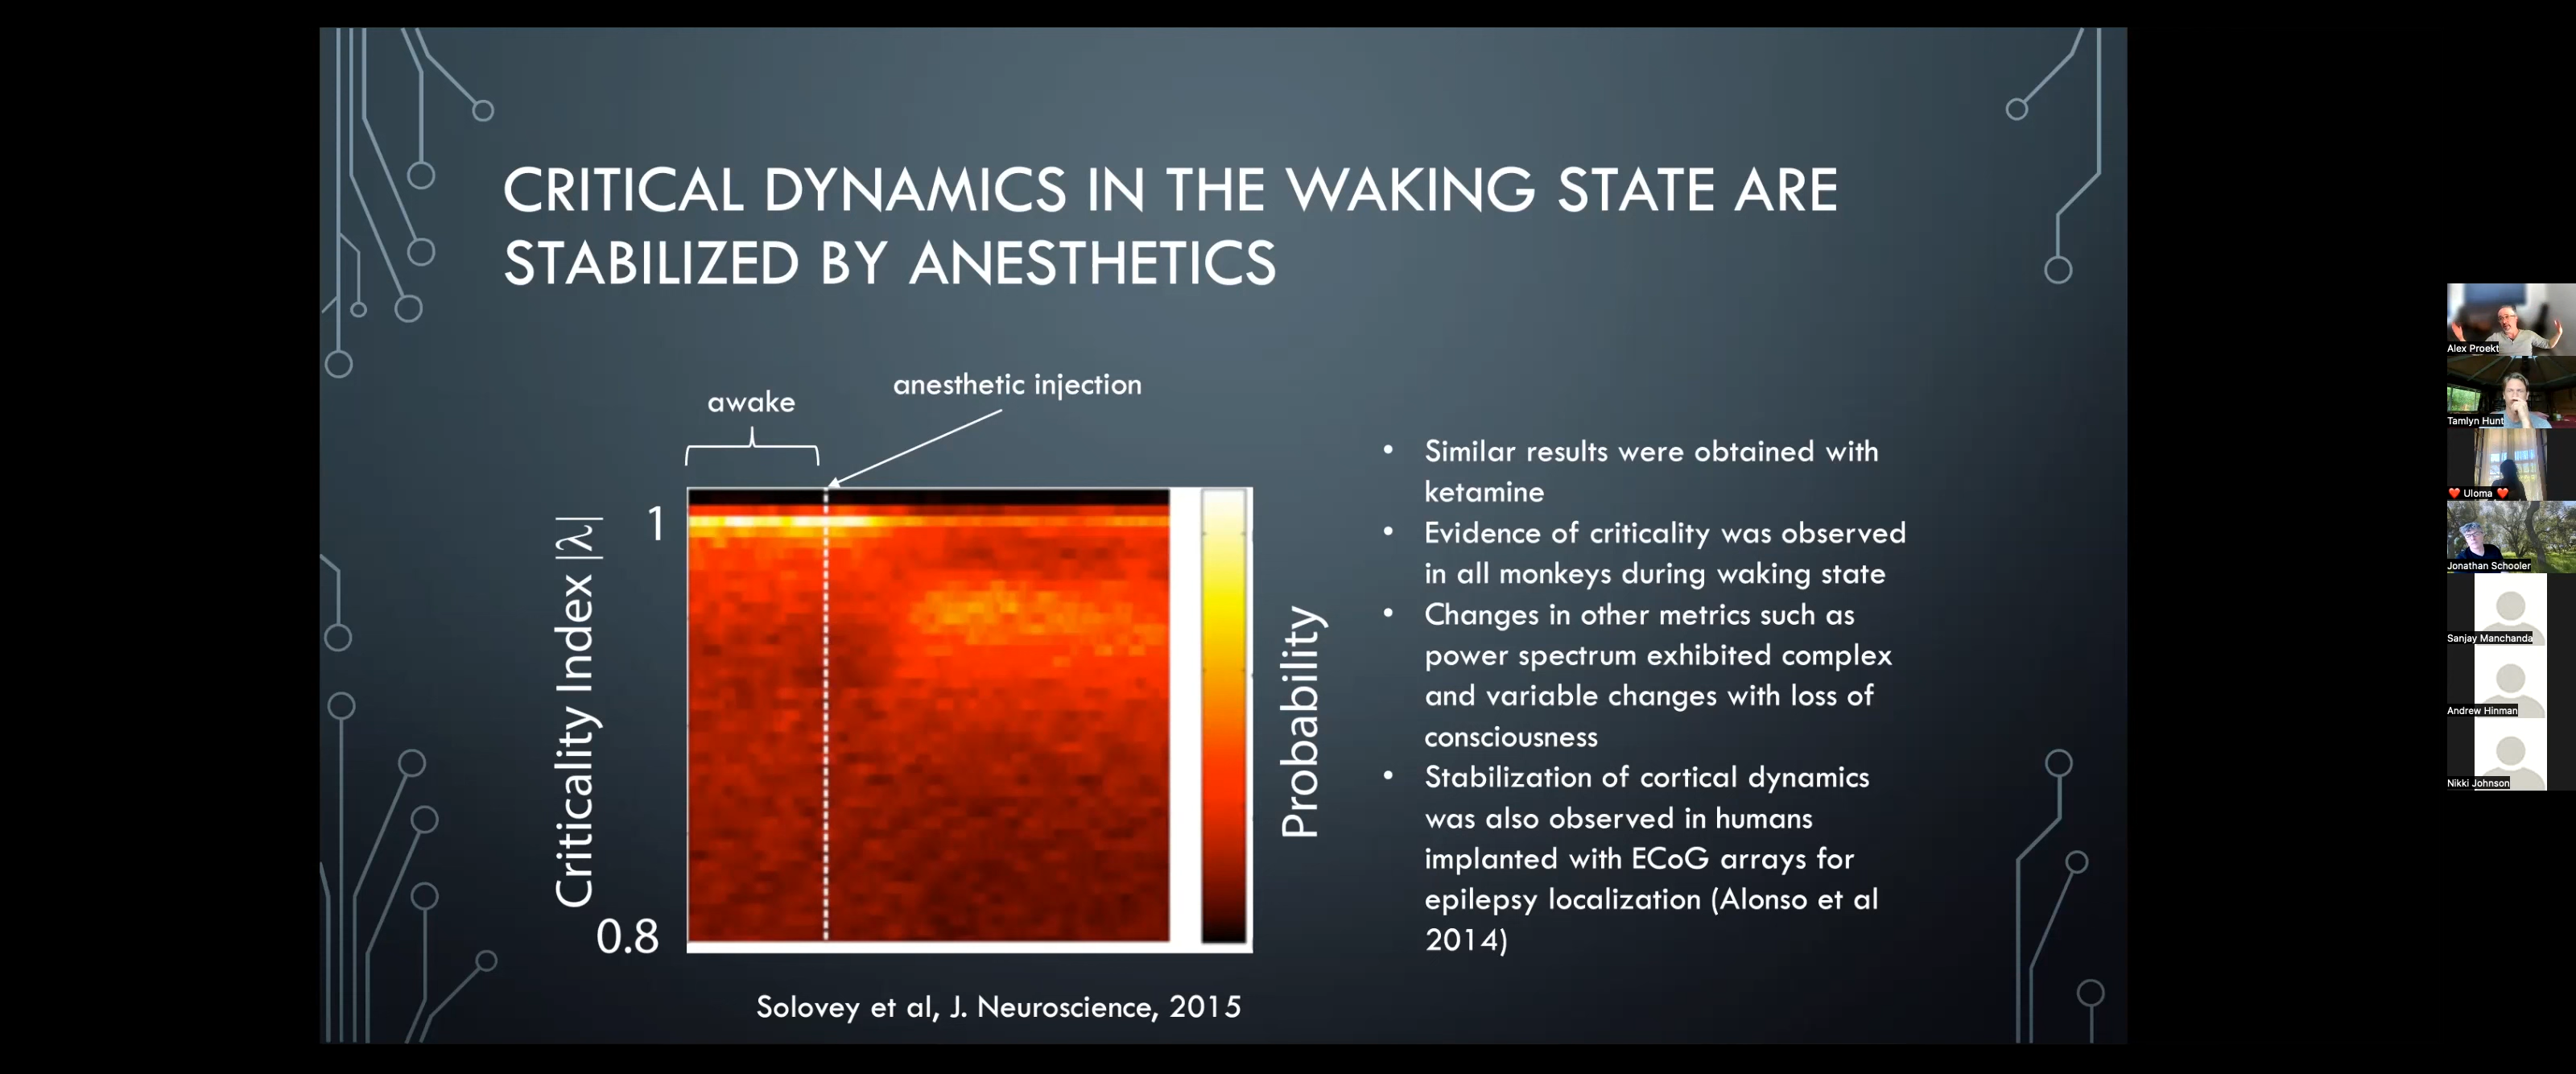 CRITICAL DYNAMICS IN THE WAKING STATE ARE
STABILIZED BY ANESTHETICS
awake
anesthetic injection
1
Criticality Index |λ|
0.8
Probability
Solovey et al, J. Neuroscience, 2015
• Similar results were obtained with
ketamine
• Evidence of criticality was observed
in all monkeys during waking state
• Changes in other metrics such as
power spectrum exhibited complex
and variable changes with loss of
consciousness
• Stabilization of cortical dynamics
was also observed in humans
implanted with ECoG arrays for
epilepsy localization (Alonso et al
2014)
Alex Proekt
Tamlyn Hunt
❤️ Uloma ❤️
Jonathan Schooler
Sanjay Manchanda
Andrew Hinman
Nikki Johnson